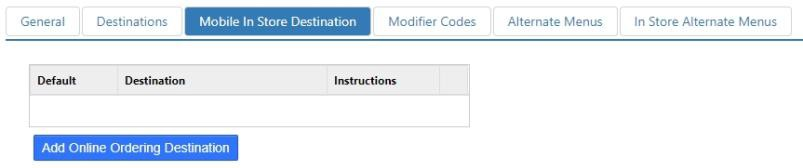 General Destinations Mobile In Store Destination Modifier Codes Alternate Menus In Store Alternate Menus
Default Destination Instructions
Add Online Ordering Destination